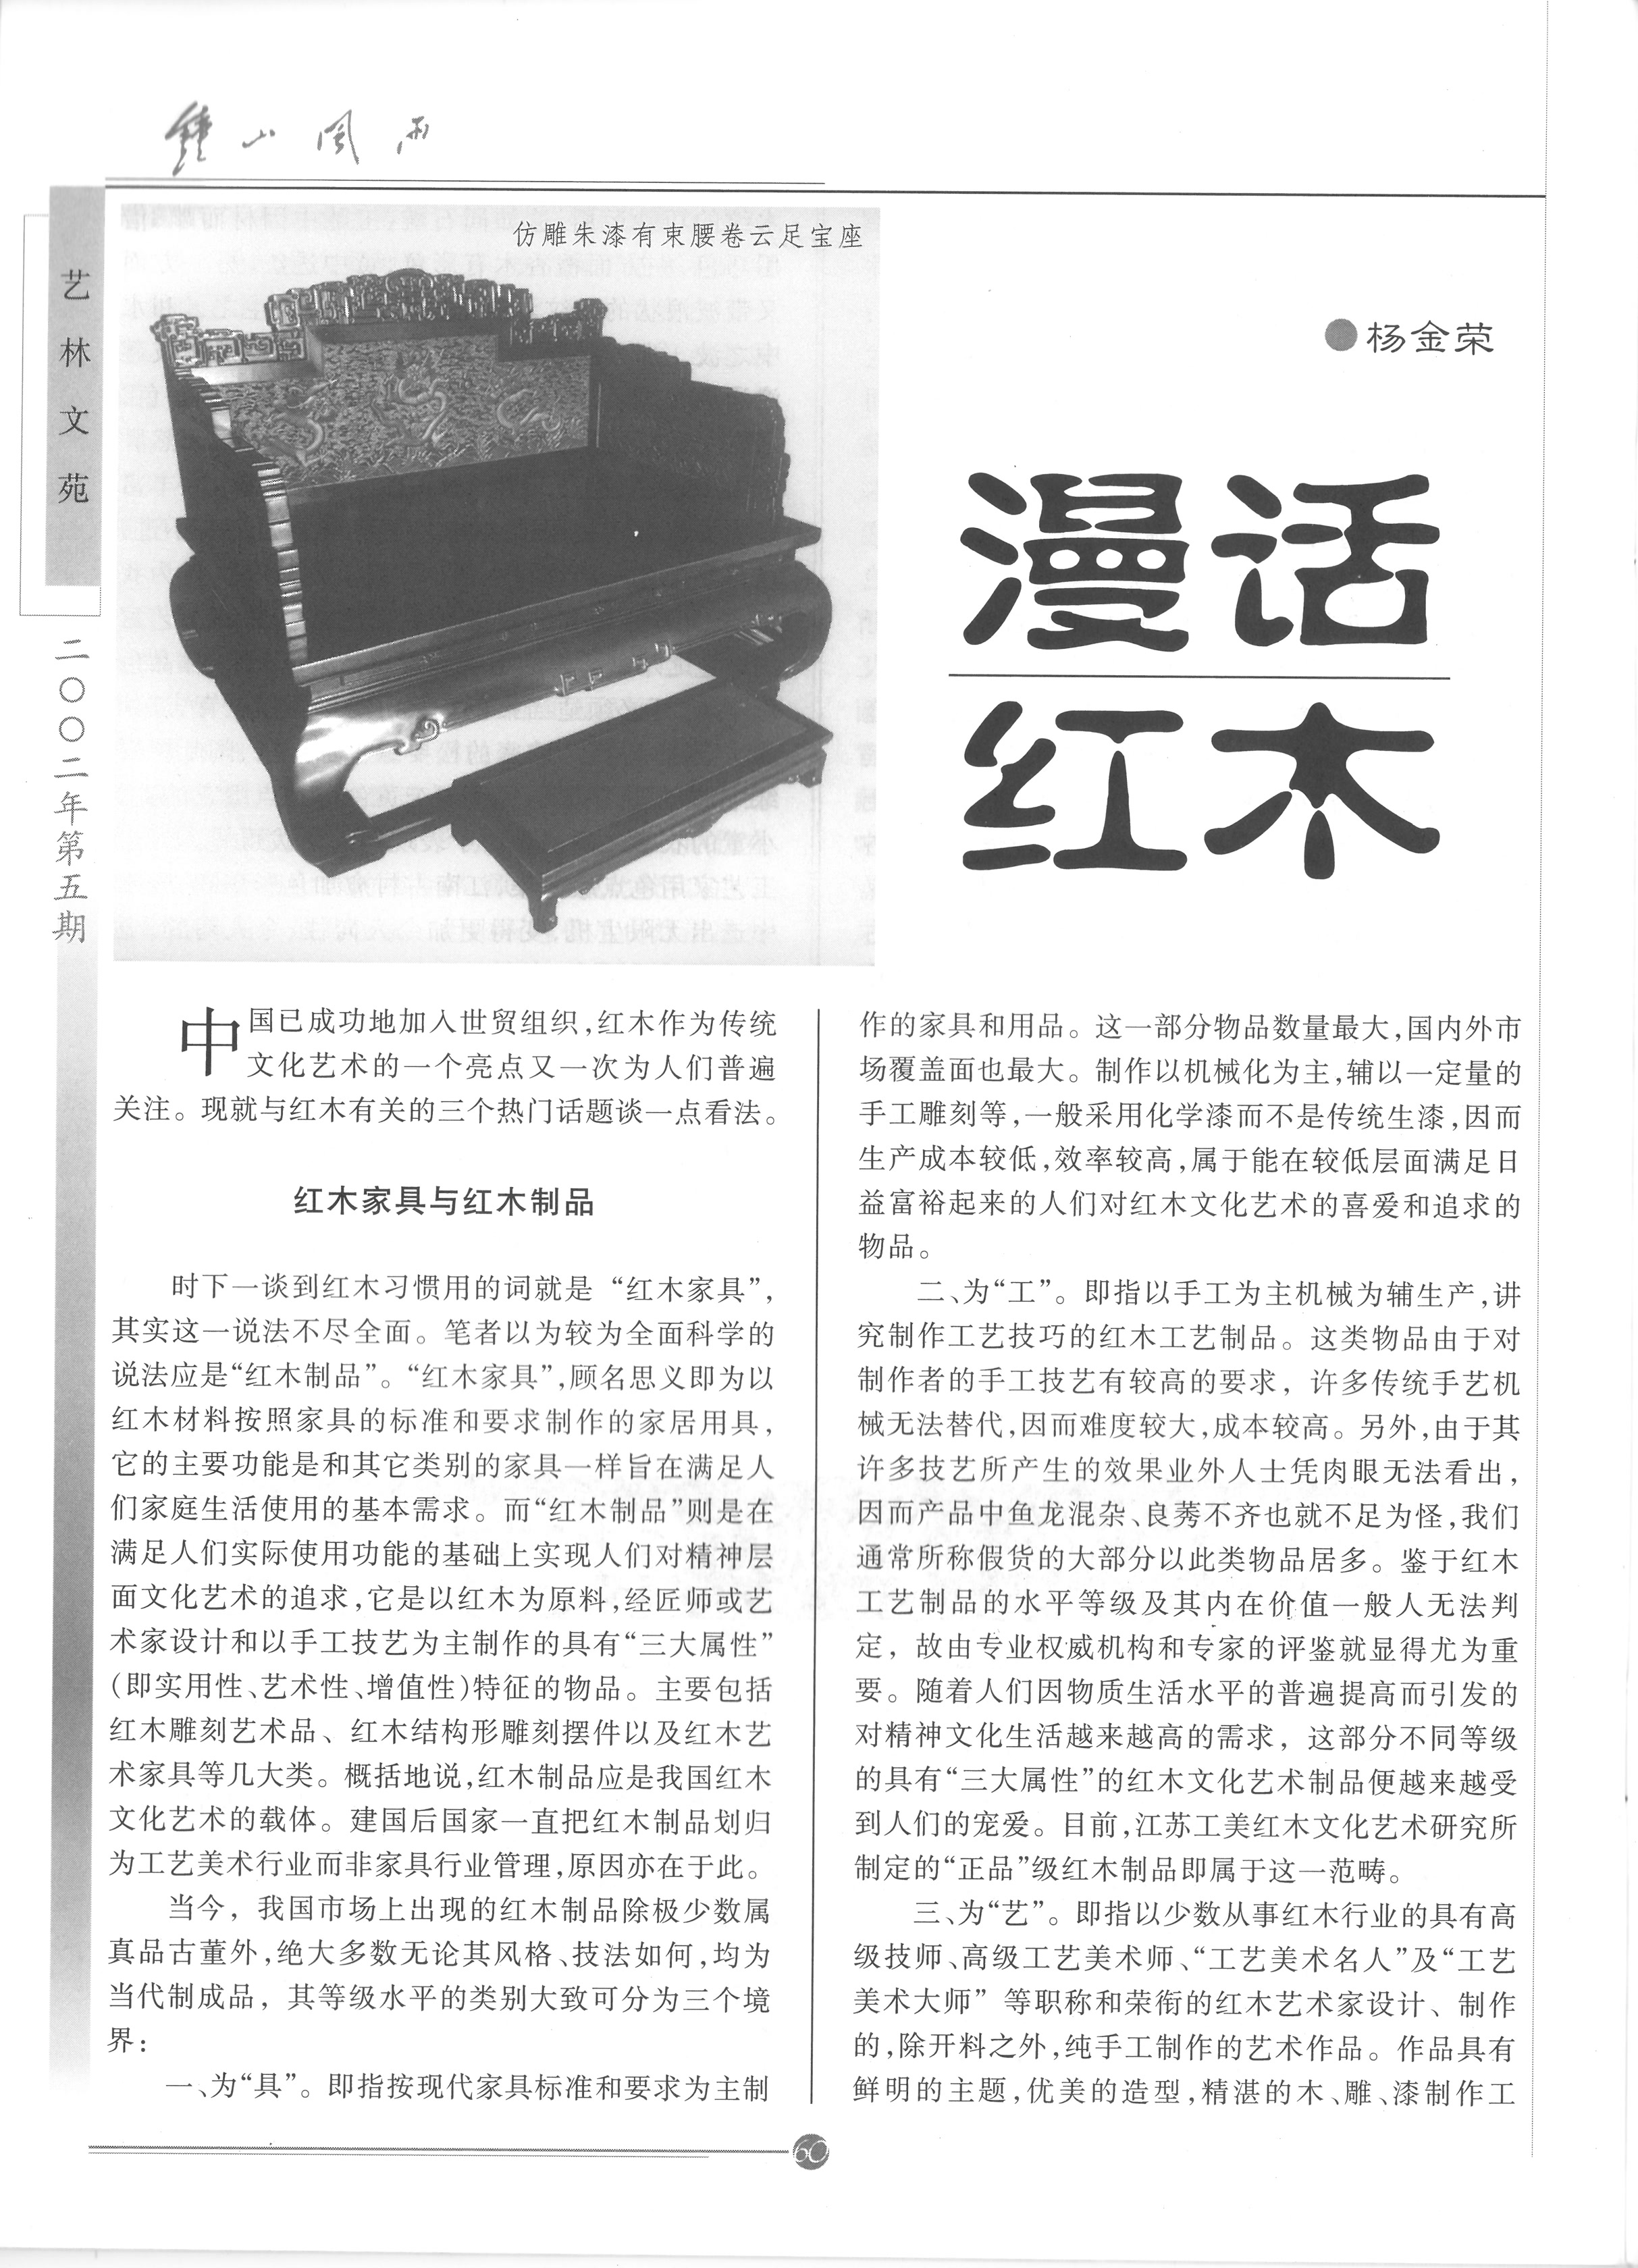 鍾山風雨
艺林文苑
二〇〇二年第五期
仿雕朱漆有束腰卷云足宝座
●杨金荣
漫话
红木
中国已成功地加入世贸组织,红木作为传统
文化艺术的一个亮点又一次为人们普遍
关注。现就与红木有关的三个热门话题谈一点看法。
红木家具与红木制品
时下一谈到红木习惯用的词就是“红木家具”,
其实这一说法不尽全面。笔者以为较为全面科学的
说法应是“红木制品”。“红木家具”,顾名思义即为以
红木材料按照家具的标准和要求制作的家居用具,
它的主要功能是和其它类别的家具一样旨在满足人
们家庭生活使用的基本需求。而“红木制品”则是在
满足人们实际使用功能的基础上实现人们对精神层
面文化艺术的追求,它是以红木为原料,经匠师或艺
术家设计和以手工技艺为主制作的具有“三大属性”
(即实用性、艺术性、增值性)特征的物品。主要包括
红木雕刻艺术品、红木结构形雕刻摆件以及红木艺
术家具等几大类。概括地说,红木制品应是我国红木
文化艺术的载体。建国后国家一直把红木制品划归
为工艺美术行业而非家具行业管理,原因亦在于此。
当今,我国市场上出现的红木制品除极少数属
真品古董外,绝大多数无论其风格、技法如何,均为
当代制成品,其等级水平的类别大致可分为三个境
界:
一、为“具”。即指按现代家具标准和要求为主制
作的家具和用品。这一部分物品数量最大,国内外市
场覆盖面也最大。制作以机械化为主,辅以一定量的
手工雕刻等,一般采用化学漆而不是传统生漆,因而
生产成本较低,效率较高,属于能在较低层面满足日
益富裕起来的人们对红木文化艺术的喜爱和追求的
物品。
二、为“工”。即指以手工为主机械为辅生产,讲
究制作工艺技巧的红木工艺制品。这类物品由于对
制作者的手工技艺有较高的要求,许多传统手艺机
械无法替代,因而难度较大,成本较高。另外,由于其
许多技艺所产生的效果业外人士凭肉眼无法看出,
因而产品中鱼龙混杂、良莠不齐也就不足为怪,我们
通常所称假货的大部分以此类物品居多。鉴于红木
工艺制品的水平等级及其内在价值一般人无法判
定,故由专业权威机构和专家的评鉴就显得尤为重
要。随着人们因物质生活水平的普遍提高而引发的
对精神文化生活越来越高的需求,这部分不同等级
的具有“三大属性”的红木文化艺术制品便越来越受
到人们的宠爱。目前,江苏工美红木文化艺术研究所
制定的“正品”级红木制品即属于这一范畴。
三、为“艺”。即指以少数从事红木行业的具有高
级技师、高级工艺美术师、“工艺美术名人”及“工艺
美术大师”等职称和荣衔的红木艺术家设计、制作
的,除开料之外,纯手工制作的艺术作品。作品具有
鲜明的主题,优美的造型,精湛的木、雕、漆制作工
60